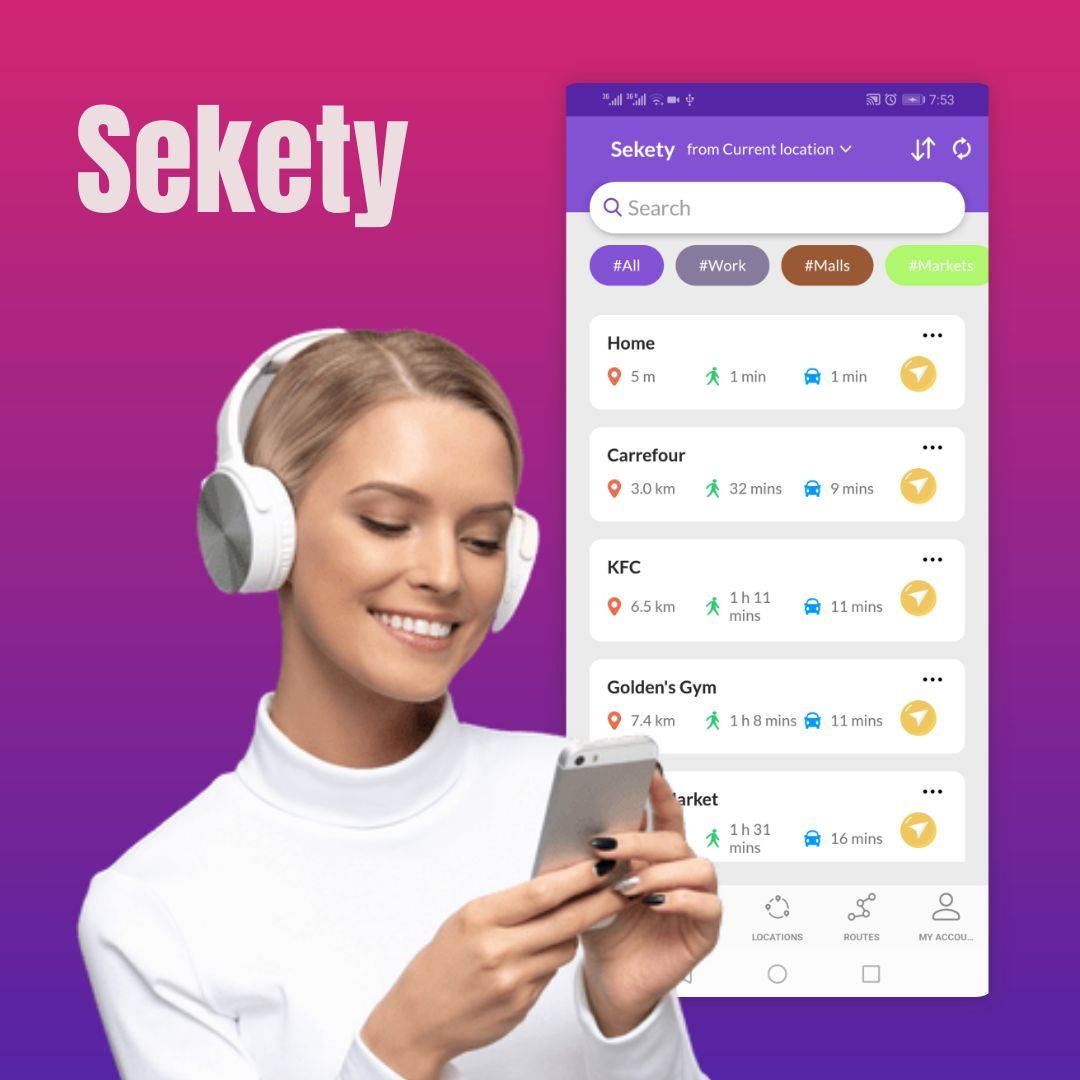 Sekety
7:53
Sekety from Current location
Search
#All #Work #Malls #Markets
Home
5 m 1 min 1 min
Carrefour
3.0 km 32 mins 9 mins
KFC
6.5 km 1 h 11 mins 11 mins
Golden's Gym
7.4 km 1 h 8 mins 11 mins
1 h 31 mins 16 mins
LOCATIONS ROUTES MY ACCOU...